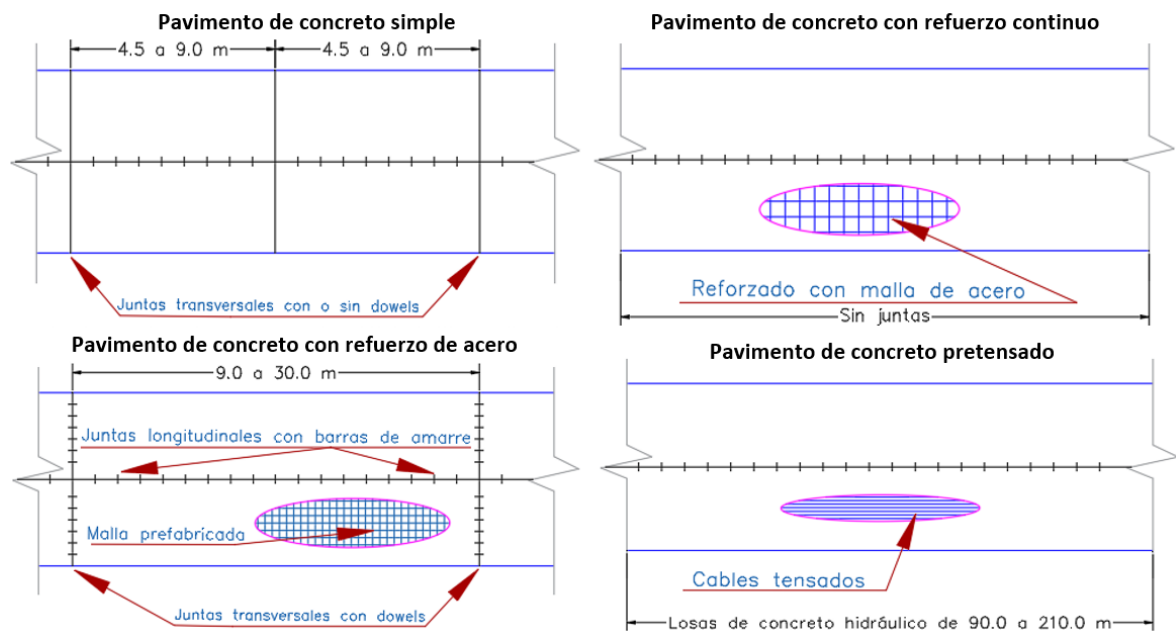 Pavimento de concreto simple
4.5 a 9.0 m
4.5 a 9.0 m
Juntas transversales con o sin dowels
Pavimento de concreto con refuerzo continuo
Reforzado con malla de acero
Sin juntas
Pavimento de concreto con refuerzo de acero
9.0 a 30.0 m
Juntas longitudinales con barras de amarre
Malla prefabricada
Juntas transversales con dowels
Pavimento de concreto pretensado
Cables tensados
Losas de concreto hidráulico de 90.0 a 210.0 m